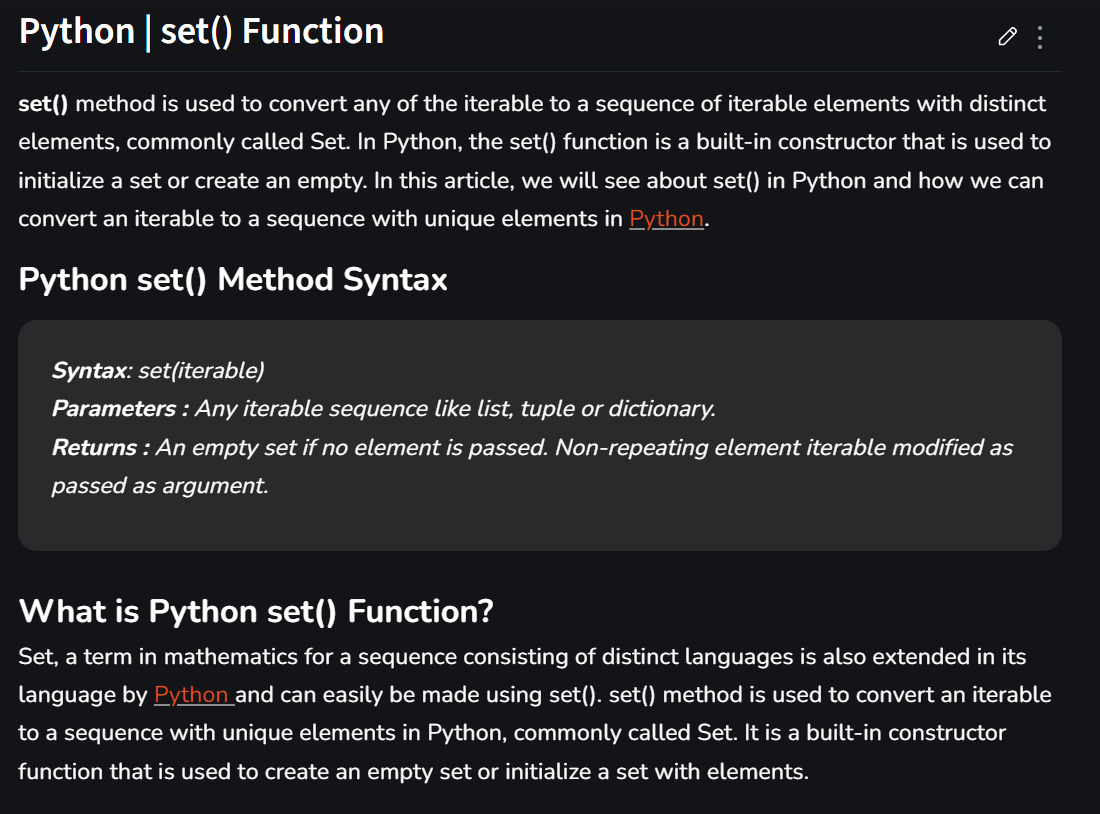 Python | set() Function
set() method is used to convert any of the iterable to a sequence of iterable elements with distinct
elements, commonly called Set. In Python, the set() function is a built-in constructor that is used to
initialize a set or create an empty. In this article, we will see about set() in Python and how we can
convert an iterable to a sequence with unique elements in Python.
Python set() Method Syntax
Syntax: set(iterable)
Parameters : Any iterable sequence like list, tuple or dictionary.
Returns : An empty set if no element is passed. Non-repeating element iterable modified as
passed as argument.
What is Python set() Function?
Set, a term in mathematics for a sequence consisting of distinct languages is also extended in its
language by Python and can easily be made using set(). set() method is used to convert an iterable
to a sequence with unique elements in Python, commonly called Set. It is a built-in constructor
function that is used to create an empty set or initialize a set with elements.